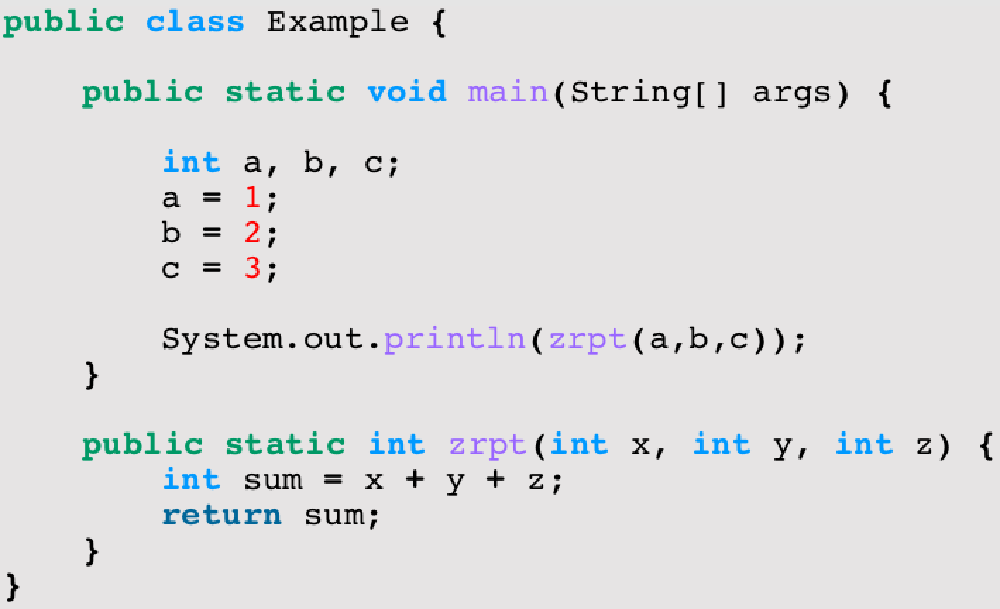 public class Example {
public static void main(String[] args) {
int a, b, c;
a = 1;
b = 2;
c = 3;
System.out.println(zrpt(a,b,c));
}
public static int zrpt(int x, int y, int z) {
int sum = x + y + z;
return sum;
}
}